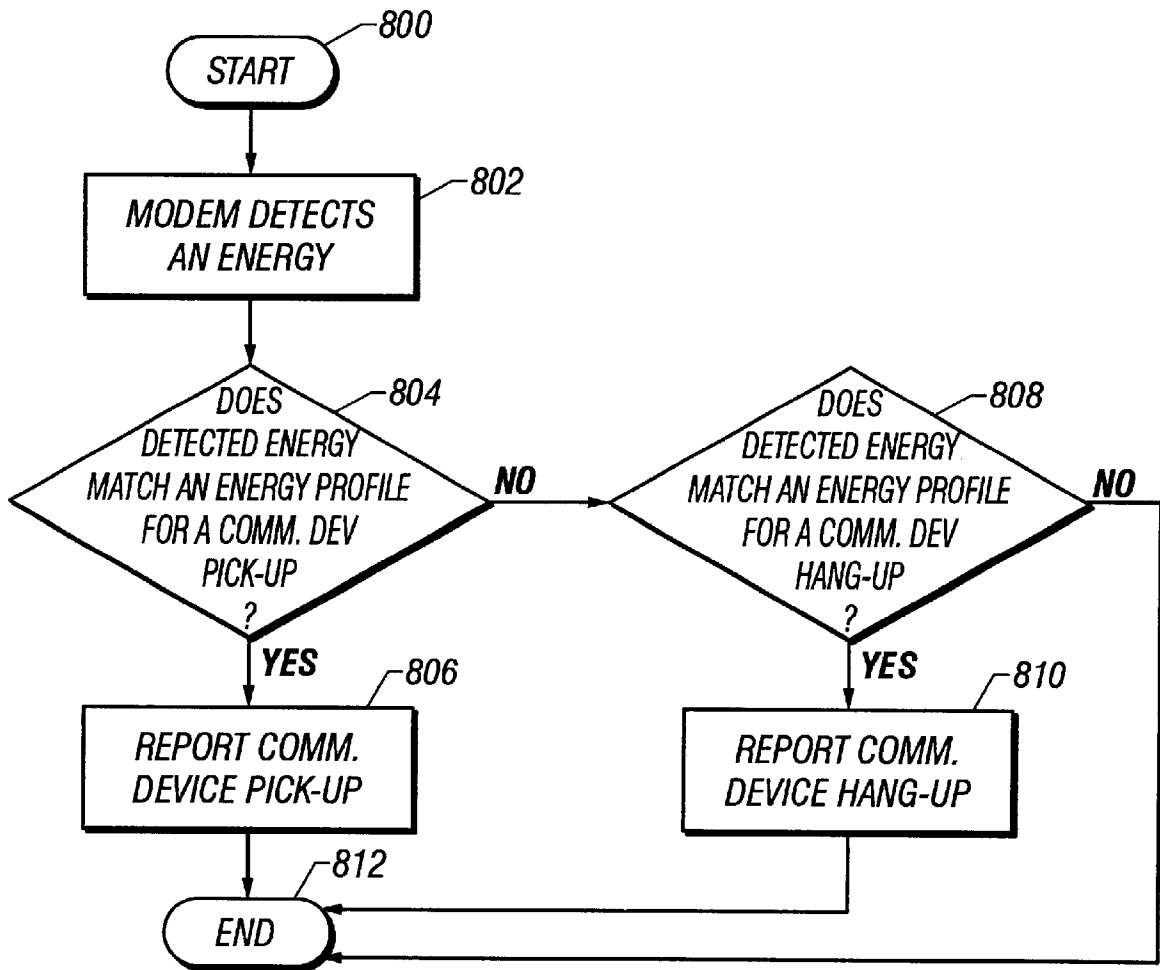 800
START
802
MODEM DETECTS
AN ENERGY
804
DOES
DETECTED ENERGY
MATCH AN ENERGY PROFILE
FOR A COMM. DEV
PICK-UP
?
NO
YES
808
DOES
DETECTED ENERGY
MATCH AN ENERGY PROFILE
FOR A COMM. DEV
HANG-UP
?
NO
YES
806
REPORT COMM.
DEVICE PICK-UP
810
REPORT COMM.
DEVICE HANG-UP
812
END